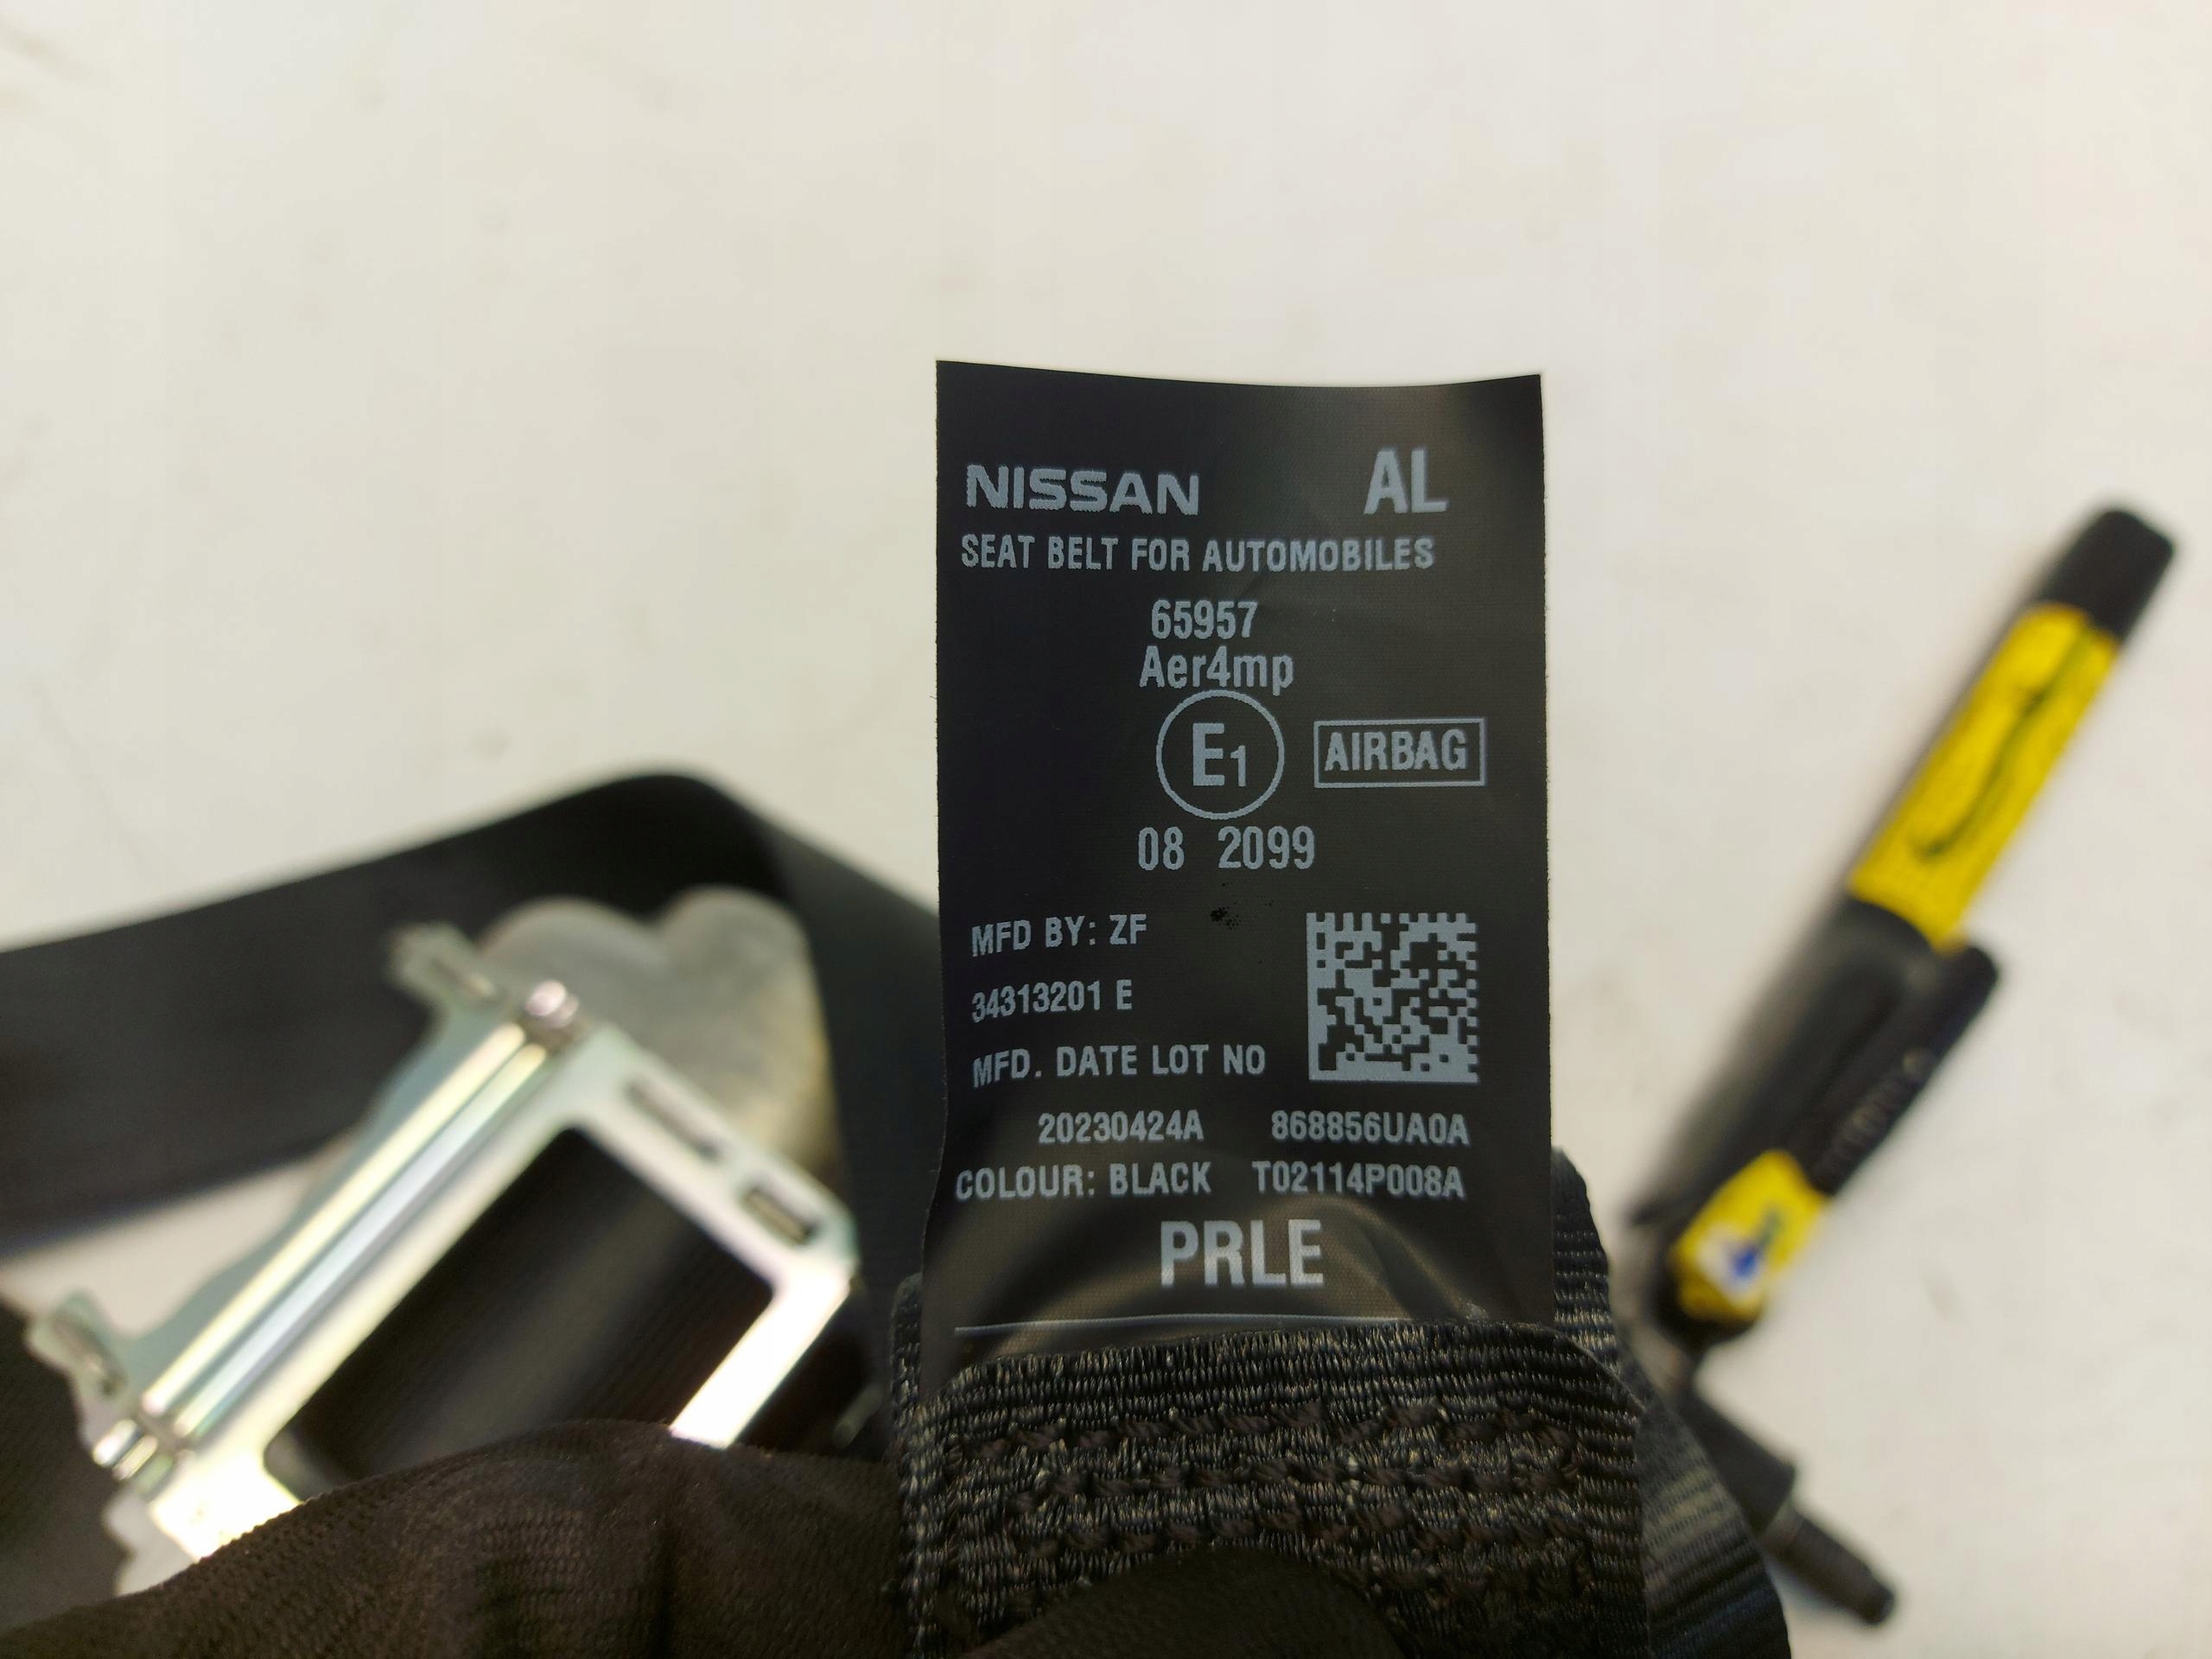 NISSAN AL
SEAT BELT FOR AUTOMOBILES
65957
Aer4mp
E1 AIRBAG
08 2099
MFD BY: ZF
34313201 E
MFD. DATE LOT NO
20230424A 868856UA0A
COLOUR: BLACK T02114P008A
PRLE